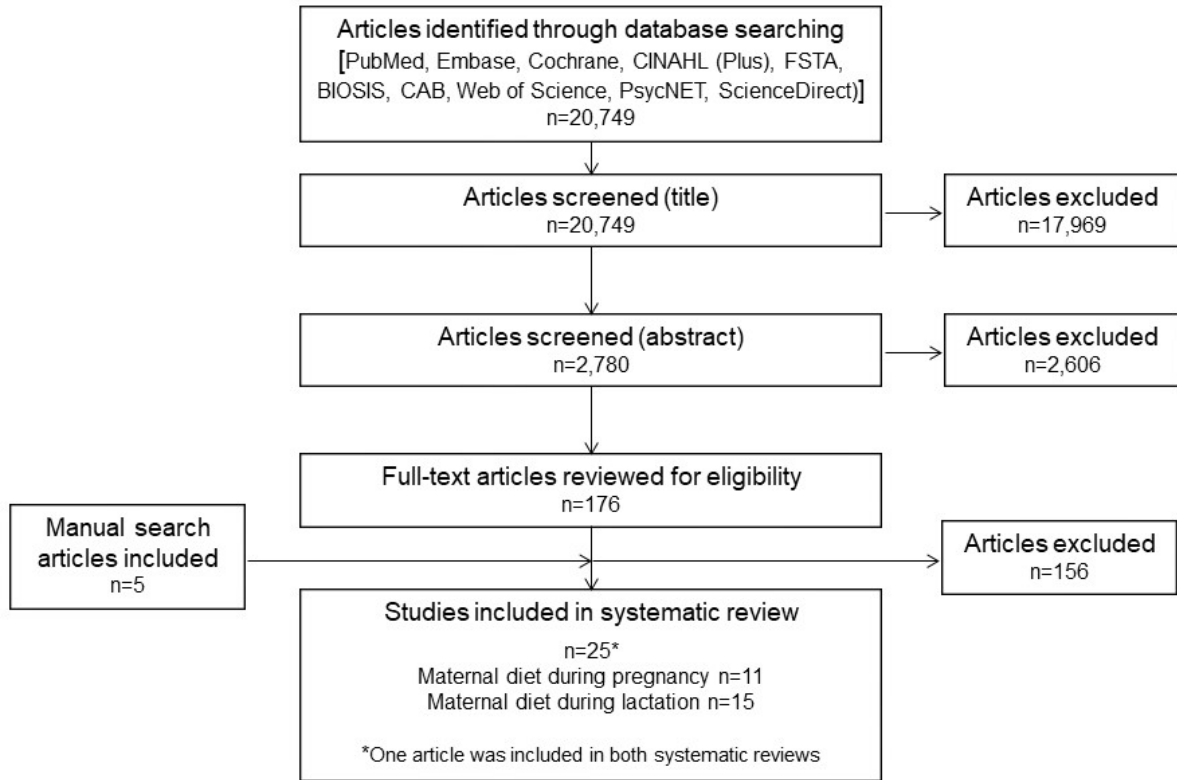 Articles identified through database searching
[PubMed, Embase, Cochrane, CINAHL (Plus), FSTA,
BIOSIS, CAB, Web of Science, PsycNET, ScienceDirect)]
n=20,749
Articles screened (title)
n=20,749
Articles excluded
n=17,969
Articles screened (abstract)
n=2,780
Articles excluded
n=2,606
Full-text articles reviewed for eligibility
n=176
Manual search
articles included
n=5
Articles excluded
n=156
Studies included in systematic review
n=25*
Maternal diet during pregnancy n=11
Maternal diet during lactation n=15
*One article was included in both systematic reviews